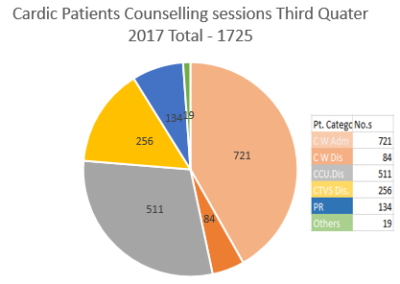 Cardic Patients Counselling sessions Third Quater
2017 Total - 1725
134
19
256
721
511
84
Pt. Categc No.s
C W Adm 721
C W Dis 84
CCU.Dis 511
CTVS Dis. 256
PR 134
Others 19